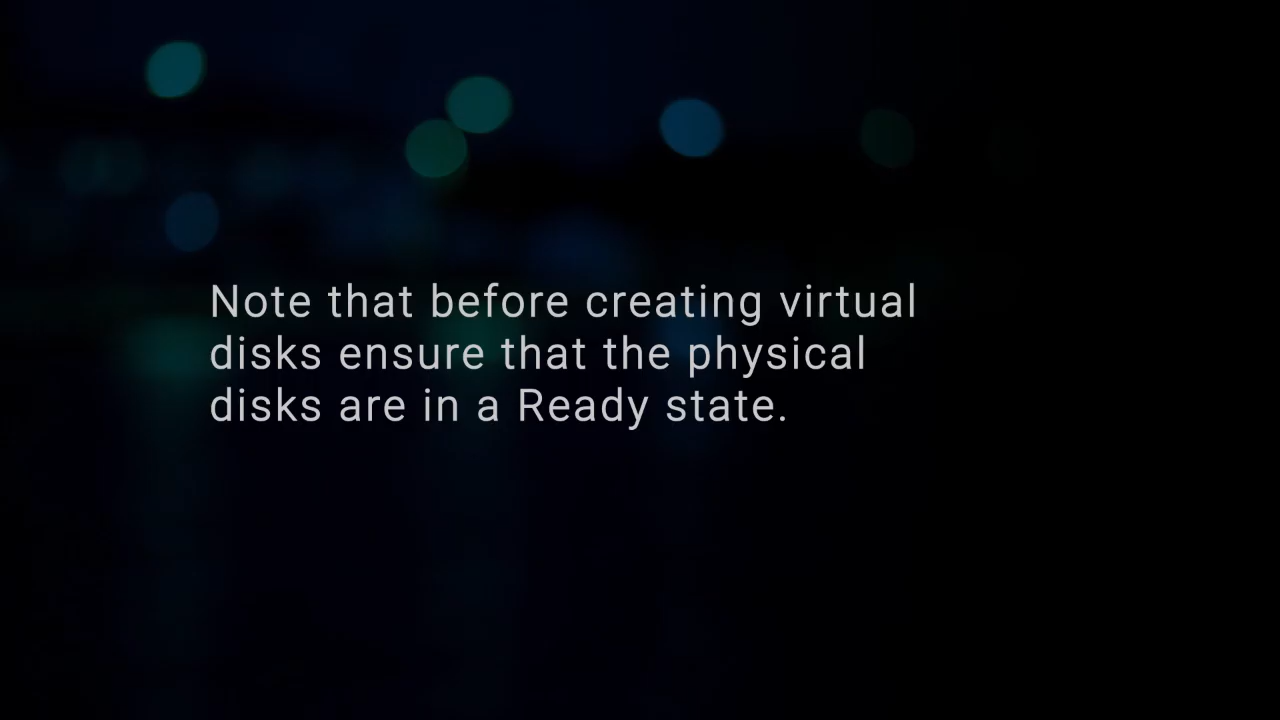 Note that before creating virtual
disks ensure that the physical
disks are in a Ready state.